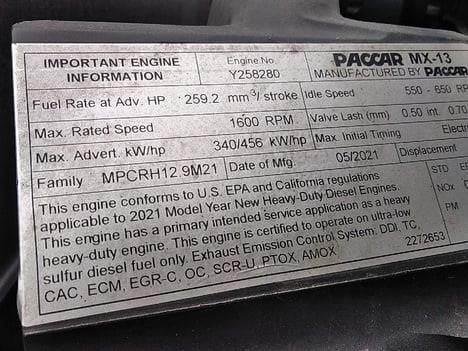 IMPORTANT ENGINE INFORMATION Engine No. Y258280 PACCAR MX-13
MANUFACTURED BY PACCAR
Fuel Rate at Adv. HP 259.2 mm³/ stroke Idle Speed 550 - 650
Max. Rated Speed 1600 RPM Valve Lash (mm) 0.50 int. 0.70
Max. Advert. kW/hp 340/456 kW/hp Max. Initial Timing
Family MPCRH12.9M21 Date of Mfg. 05/2021 Displacement
This engine conforms to U.S. EPA and California regulations STD
applicable to 2021 Model Year New Heavy-Duty Diesel Engines.
This engine has a primary intended service application as a heavy
heavy-duty engine. This engine is certified to operate on ultra-low PM
sulfur diesel fuel only. Exhaust Emission Control System, DDI, TC,
CAC, ECM, EGR-C, OC, SCR-U, PTOX, AMOX 2272653